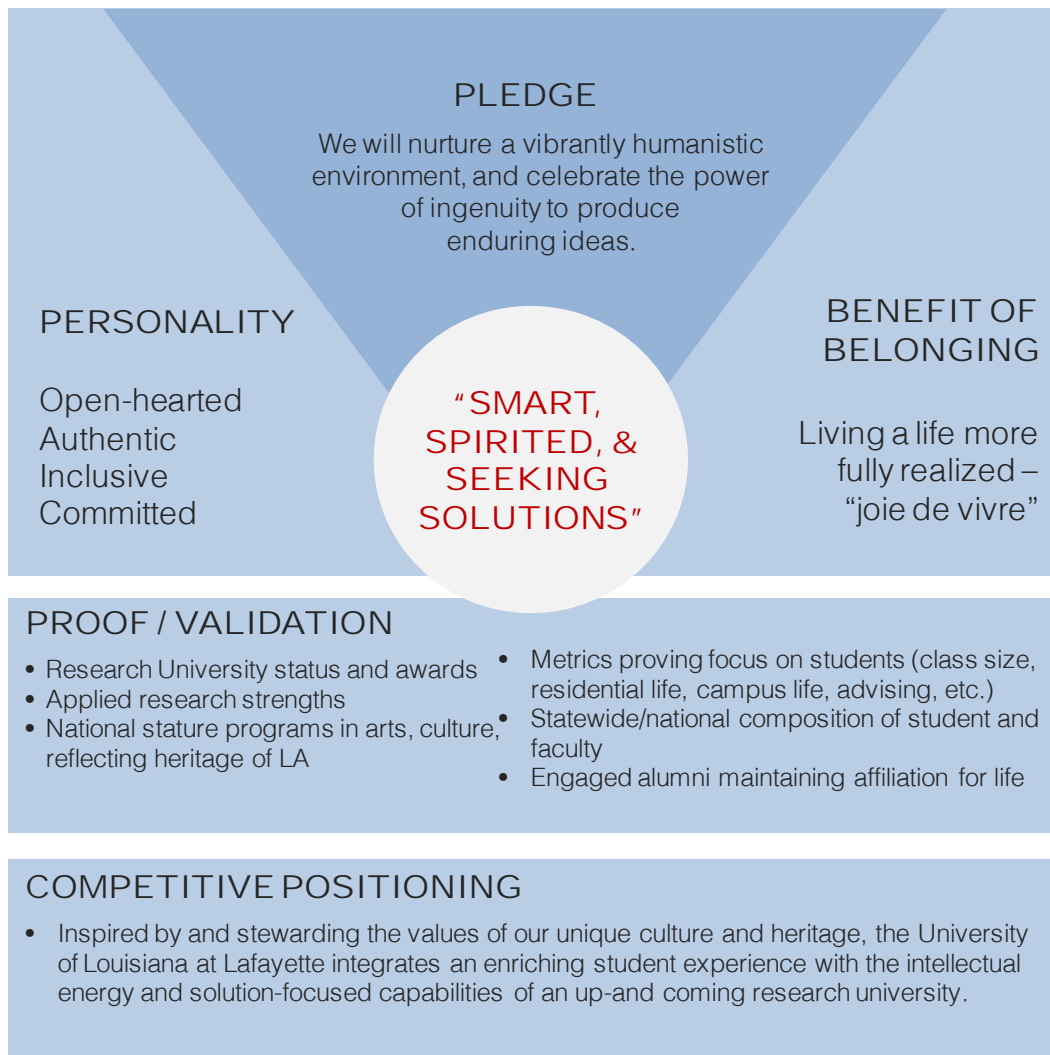 PLEDGE
We will nurture a vibrantly humanistic
environment, and celebrate the power
of ingenuity to produce
enduring ideas.
PERSONALITY
Open-hearted
Authentic
Inclusive
Committed
“SMART,
SPIRITED, &
SEEKING
SOLUTIONS”
BENEFIT OF
BELONGING
Living a life more
fully realized –
“joie de vivre”
PROOF / VALIDATION
• Research University status and awards
• Applied research strengths
• National stature programs in arts, culture,
reflecting heritage of LA
• Metrics proving focus on students (class size,
residential life, campus life, advising, etc.)
• Statewide/national composition of student and
faculty
• Engaged alumni maintaining affiliation for life
COMPETITIVE POSITIONING
• Inspired by and stewarding the values of our unique culture and heritage, the University
of Louisiana at Lafayette integrates an enriching student experience with the intellectual
energy and solution-focused capabilities of an up-and coming research university.